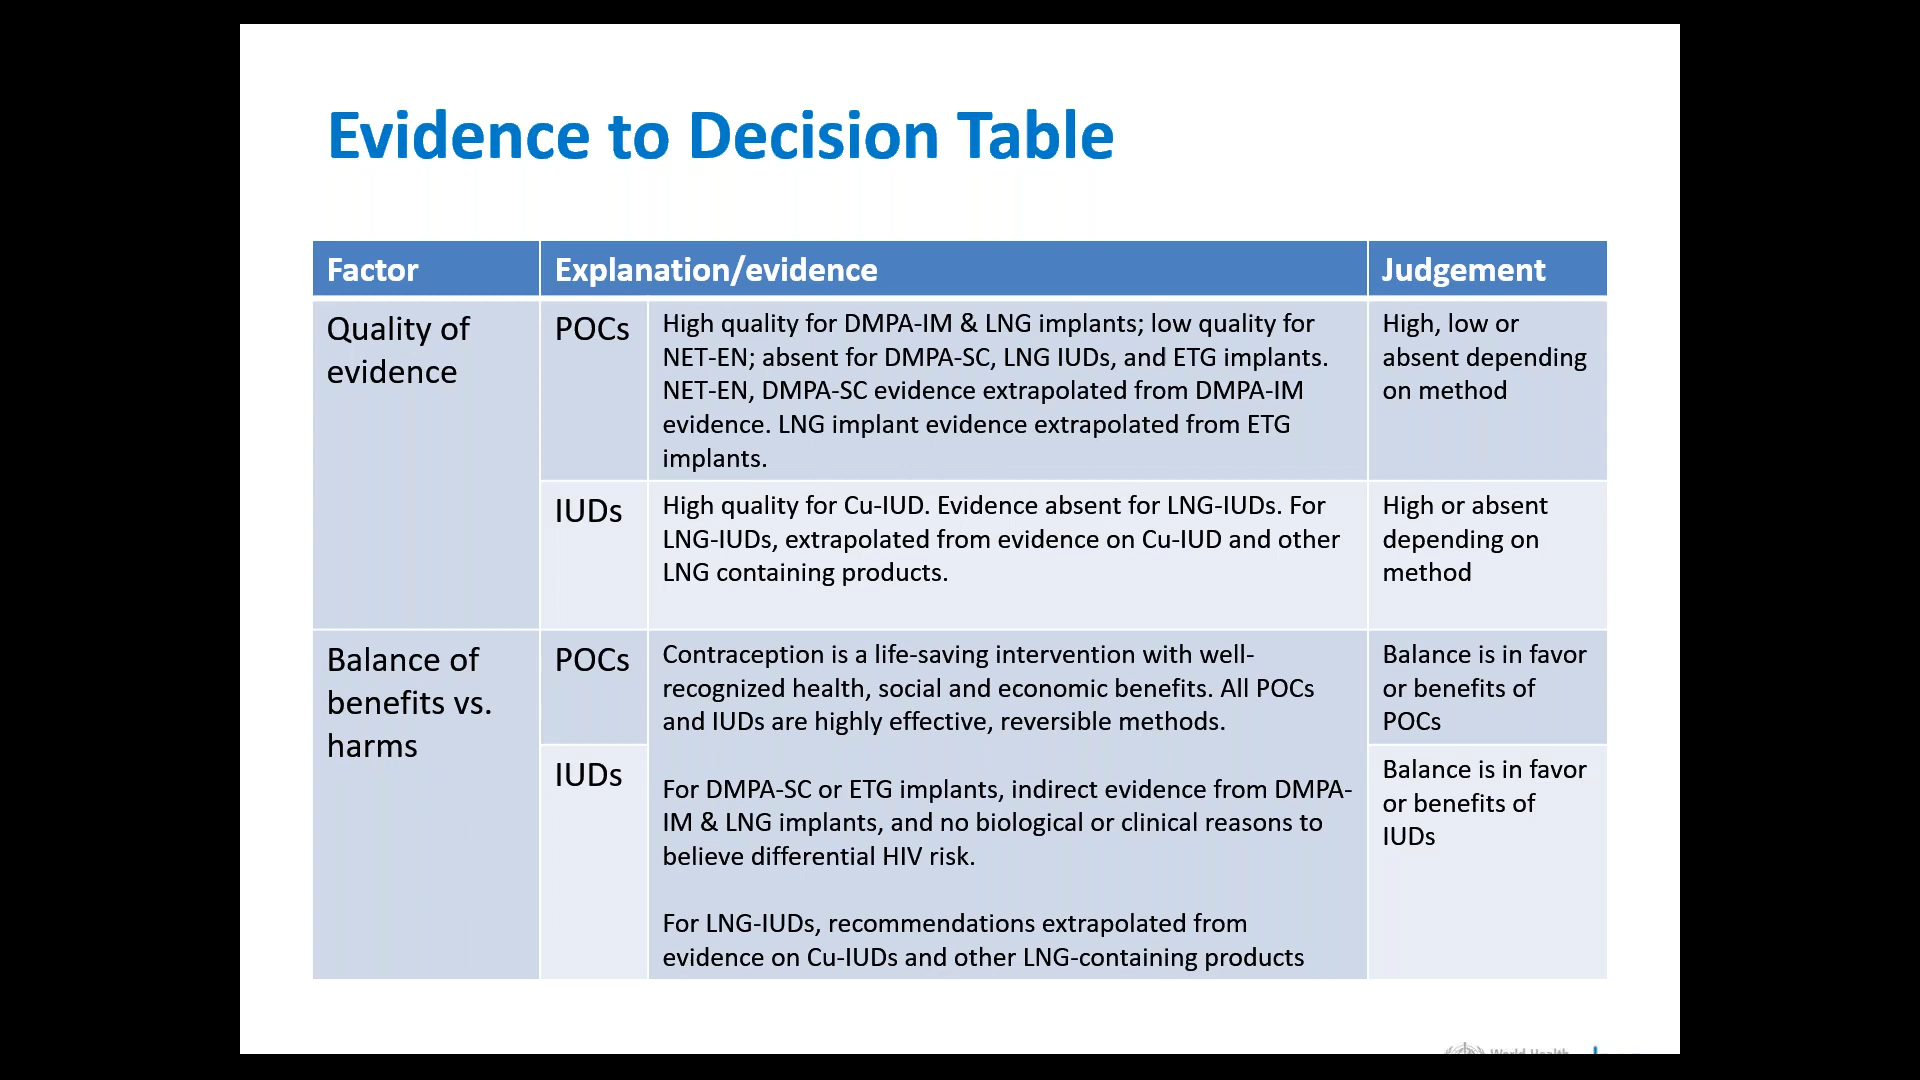 Evidence to Decision Table
Factor
Explanation/evidence
Judgement
Quality of
evidence
POCs
High quality for DMPA-IM & LNG implants; low quality for
NET-EN; absent for DMPA-SC, LNG IUDs, and ETG implants.
NET-EN, DMPA-SC evidence extrapolated from DMPA-IM
evidence. LNG implant evidence extrapolated from ETG
implants.
High, low or
absent depending
on method
IUDs
High quality for Cu-IUD. Evidence absent for LNG-IUDs. For
LNG-IUDs, extrapolated from evidence on Cu-IUD and other
LNG containing products.
High or absent
depending on
method
Balance of
benefits vs.
harms
POCs
Contraception is a life-saving intervention with well-
recognized health, social and economic benefits. All POCs
and IUDs are highly effective, reversible methods.
Balance is in favor
or benefits of
POCs
IUDs
For DMPA-SC or ETG implants, indirect evidence from DMPA-
IM & LNG implants, and no biological or clinical reasons to
believe differential HIV risk.
For LNG-IUDs, recommendations extrapolated from
evidence on Cu-IUDs and other LNG-containing products
Balance is in favor
or benefits of
IUDs
World Health